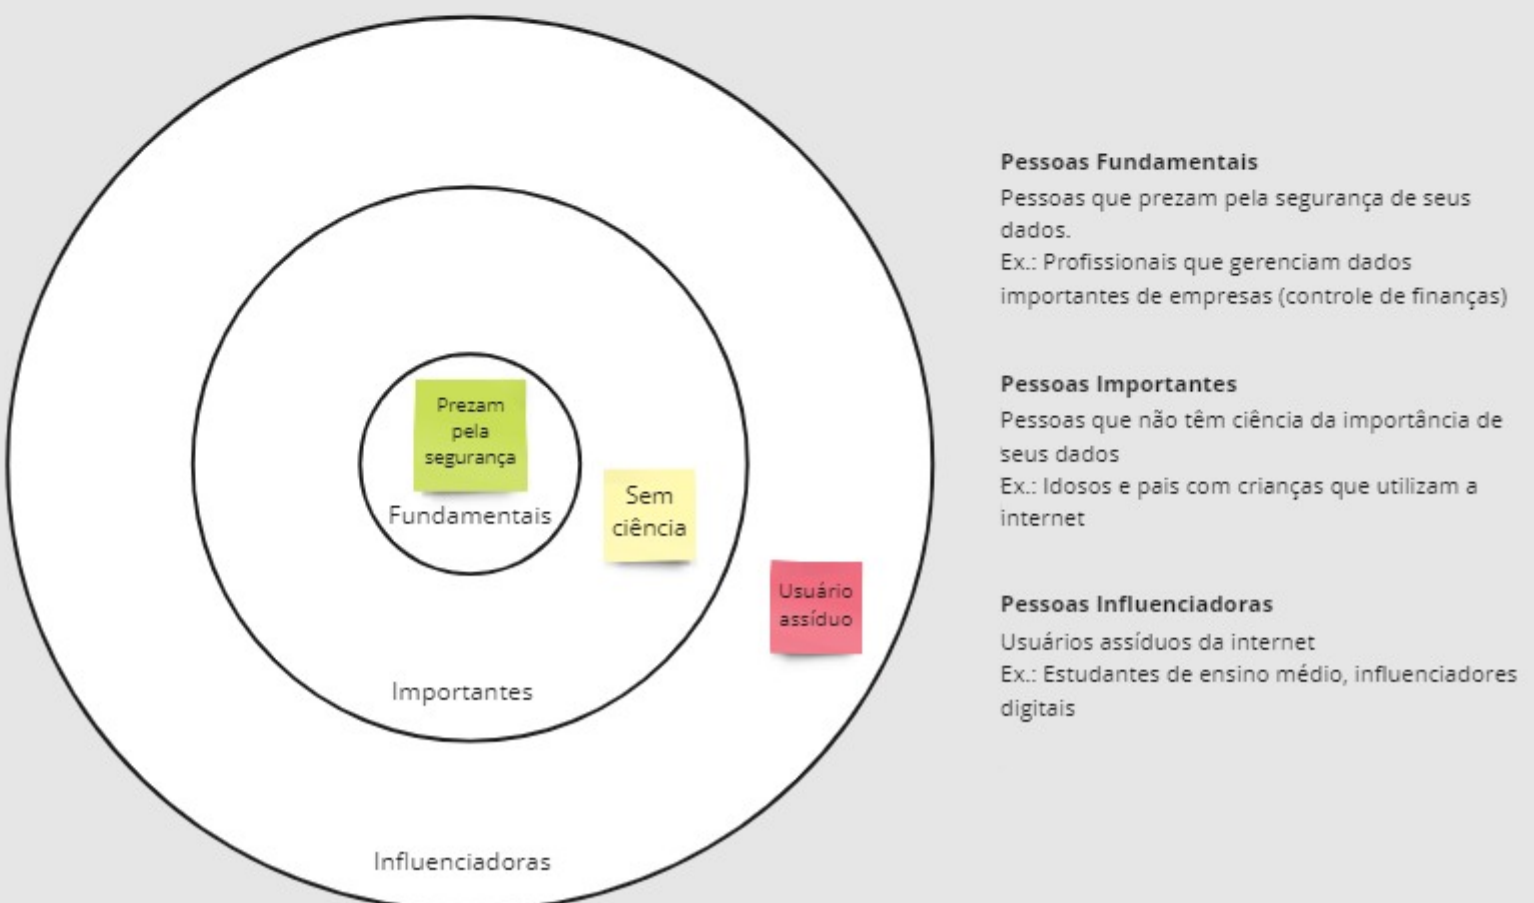 Prezam
pela
segurança
Fundamentais
Sem
ciência
Usuário
assíduo
Importantes
Influenciadoras
Pessoas Fundamentais
Pessoas que prezam pela segurança de seus
dados.
Ex.: Profissionais que gerenciam dados
importantes de empresas (controle de finanças)
Pessoas Importantes
Pessoas que não têm ciência da importância de
seus dados
Ex.: Idosos e pais com crianças que utilizam a
internet
Pessoas Influenciadoras
Usuários assíduos da internet
Ex.: Estudantes de ensino médio, influenciadores
digitais